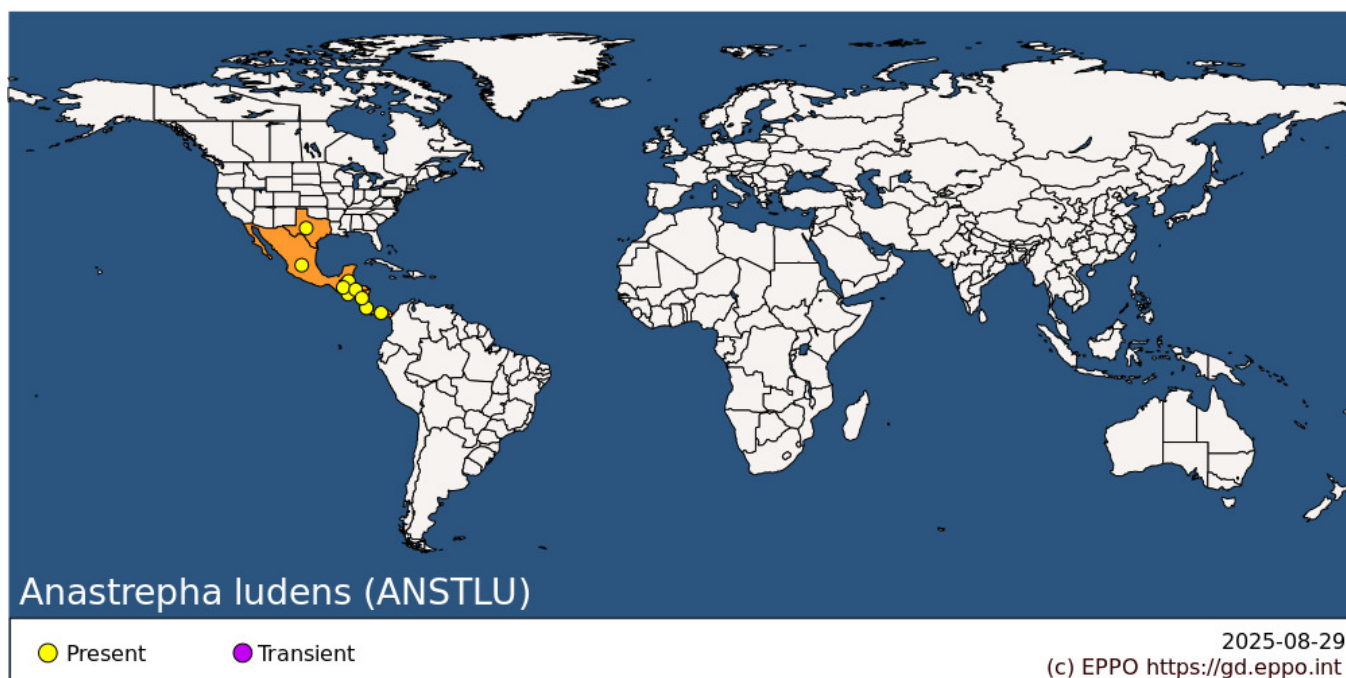 Anastrepha ludens (ANSTLU)
Present
Transient
2025-08-29
(c) EPPO https://gd.eppo.int